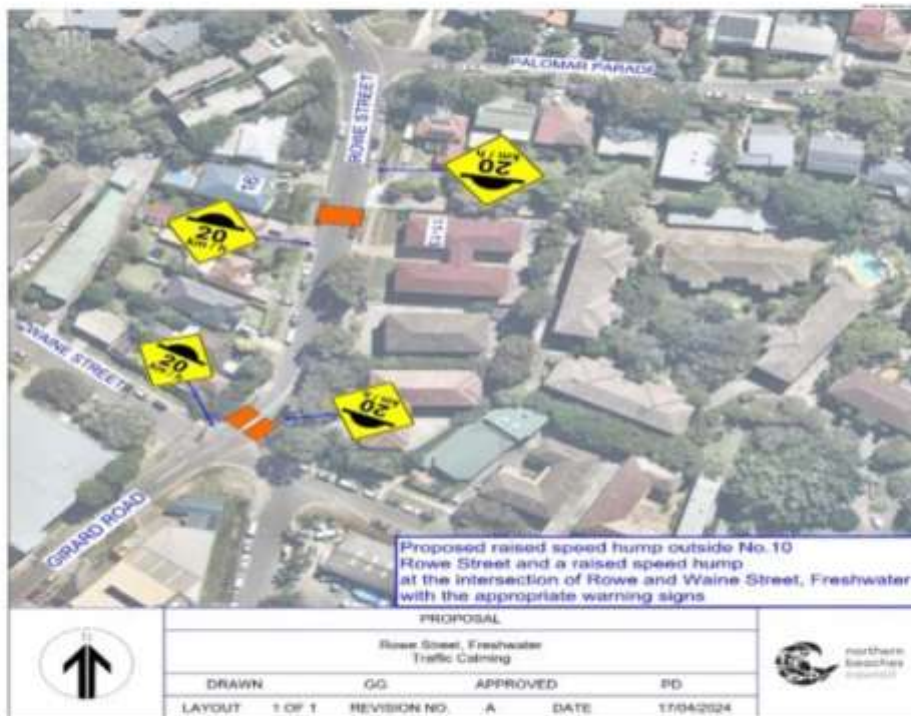 PALOMAR PARADE
ROWE STREET
20
km / h
16
20
km / h
WAINE STREET
20
km / h
20
km / h
GIRARD ROAD
Proposed raised speed hump outside No.10
Rowe Street and a raised speed hump
at the intersection of Rowe and Waine Street, Freshwater
with the appropriate warning signs
PROPOSAL
Rowe Street, Freshwater
Traffic Calming
DRAWN GG APPROVED PD
LAYOUT 1 OF 1 REVISION NO. A DATE 17/04/2024
northern
beaches